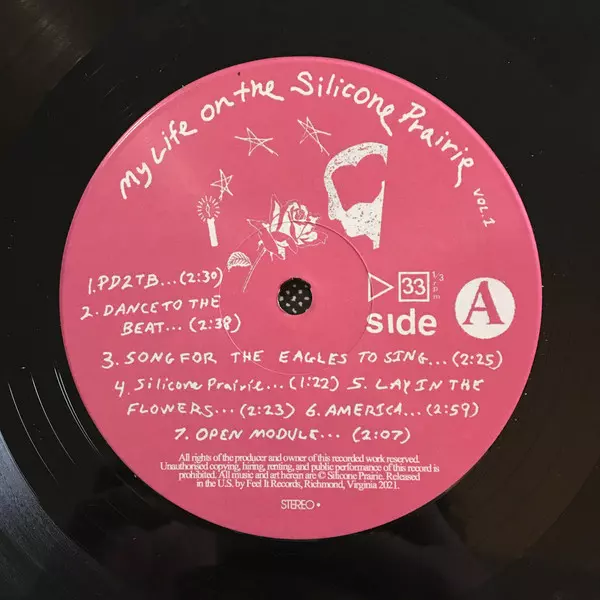 My Life on the Silicone Prairie
VOL.1
1. PD2TB...(2:30)
2. DANCE TO THE
BEAT... (2:38)
33 1/3 rpm
side A
3. SONG FOR THE EAGLES TO SING...(2:25)
4. Silicone Prairie...(1:22) 5. LAY IN THE
FLOWERS...(2:23) 6. AMERICA...(2:59)
7. OPEN MODULE... (2:07)
All rights of the producer and owner of this recorded work reserved.
Unauthorised copying, hiring, renting, and public performance of this record is
prohibited. All music and art herein are © Silicone Prairie. Released
in the U.S. by Feel It Records, Richmond, Virginia 2021.
STEREO •